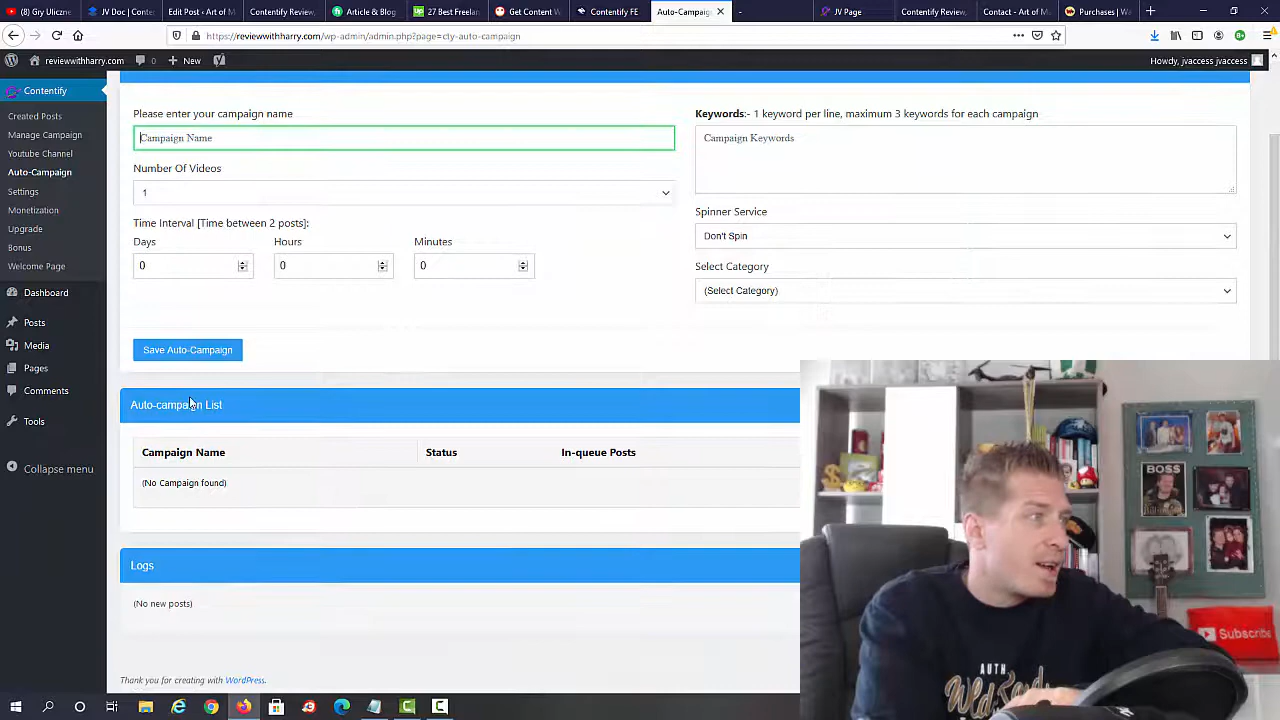 (8) Gry Uliczne
JV Doc | Conten
Edit Post ‹ Art of M
Contentify Review,
Article & Blog
27 Best Freelan
Get Content W
Contentify FE
Auto-Campaig
JV Page
Contentify Review,
Contact - Art of M
Purchases | Wa
https://reviewwithharry.com/wp-admin/admin.php?page=cty-auto-campaign
reviewwithharry.com
0
New
Howdy, jvaccess jvaccess
Contentify
Created Posts
Manage Campaign
Youtube Channel
Auto-Campaign
Settings
Monetization
Upgrade
Bonus
Welcome Page
Dashboard
Posts
Media
Pages
Comments
Tools
Collapse menu
Please enter your campaign name
Campaign Name
Number Of Videos
1
Time Interval [Time between 2 posts]:
Days Hours Minutes
0 0 0
Keywords:- 1 keyword per line, maximum 3 keywords for each campaign
Campaign Keywords
Spinner Service
Don't Spin
Select Category
(Select Category)
Save Auto-Campaign
Auto-campaign List
Campaign Name Status In-queue Posts
(No Campaign found)
Logs
(No new posts)
Thank you for creating with WordPress.
BOSS
Subscribe
AUTH